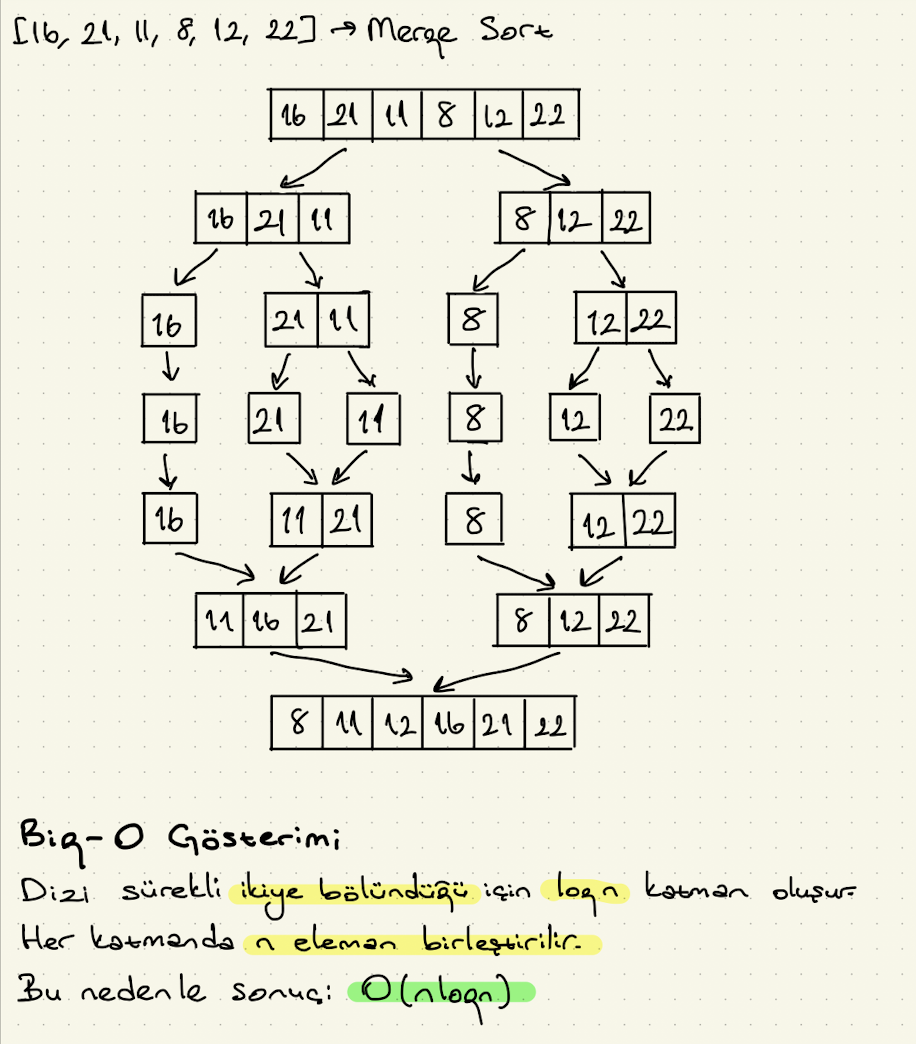 [16, 21, 11, 8, 12, 22] → Merge Sort
16 21 11 8 12 22
16 21 11 8 12 22
16 21 11 8 12 22
16 21 11 8 12 22
16 11 21 8 12 22
11 16 21 8 12 22
8 11 12 16 21 22
Big-O Gösterimi
Dizi sürekli ikiye bölündüğü için logn katman oluşur.
Her katmanda n eleman birleştirilir.
Bu nedenle sonuç: O(nlogn)